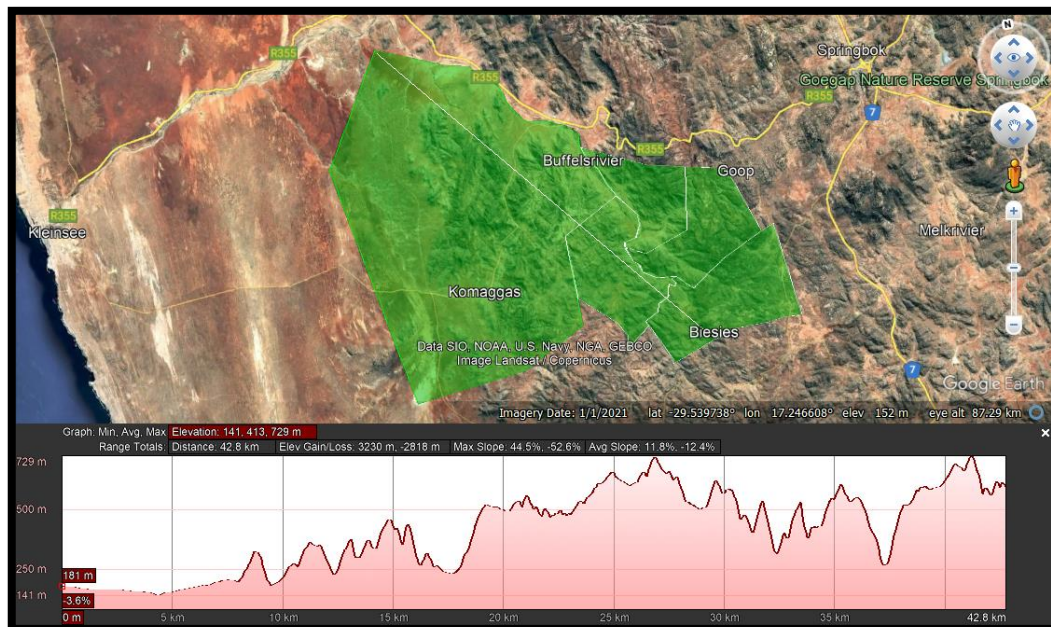 N
R355
Springbok
Goegap Nature Reserve Springbok
R355
R355
7
R355
Buffelsrivier
Goop
R355
Kleinsee
Melkrivier
Komaggas
Biesies
Data SIO, NOAA, U.S. Navy, NGA, GEBCO
Image Landsat / Copernicus
7
Google Earth
Imagery Date: 1/1/2021 lat -29.539738° lon 17.246608° elev 152 m eye alt 87.29 km
Graph: Min, Avg, Max Elevation: 141, 413, 729 m
Range Totals: Distance: 42.8 km Elev Gain/Loss: 3230 m, -2818 m Max Slope: 44.5%, -52.6% Avg Slope: 11.8%, -12.4%
729 m
500 m
250 m
181 m
141 m
-3.6%
0 m 5 km 10 km 15 km 20 km 25 km 30 km 35 km 42.8 km